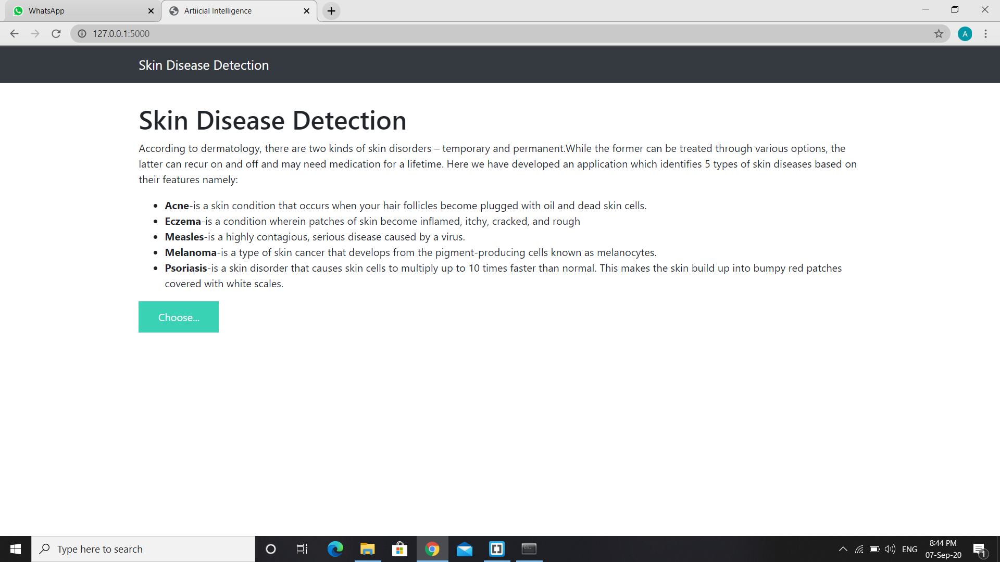 WhatsApp
Artiicial Intelligence
127.0.0.1:5000
A
Skin Disease Detection
Skin Disease Detection
According to dermatology, there are two kinds of skin disorders – temporary and permanent.While the former can be treated through various options, the
latter can recur on and off and may need medication for a lifetime. Here we have developed an application which identifies 5 types of skin diseases based on
their features namely:
Acne-is a skin condition that occurs when your hair follicles become plugged with oil and dead skin cells.
Eczema-is a condition wherein patches of skin become inflamed, itchy, cracked, and rough
Measles-is a highly contagious, serious disease caused by a virus.
Melanoma-is a type of skin cancer that develops from the pigment-producing cells known as melanocytes.
Psoriasis-is a skin disorder that causes skin cells to multiply up to 10 times faster than normal. This makes the skin build up into bumpy red patches
covered with white scales.
Choose...
Type here to search
ENG
8:44 PM
07-Sep-20
1